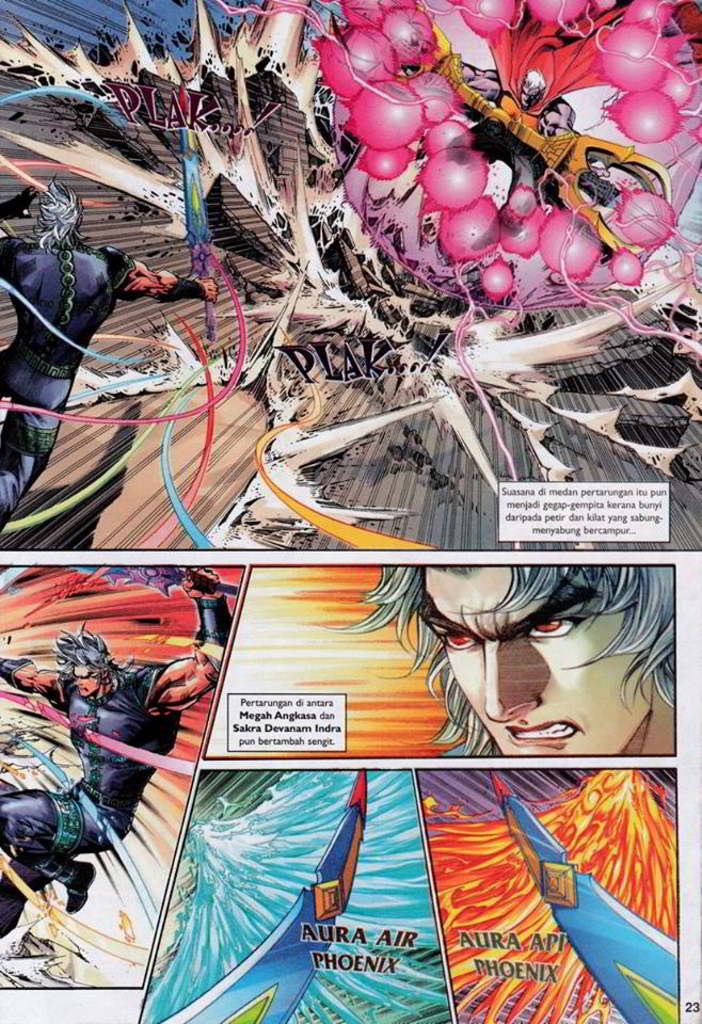 PLAK....!
PLAK....!
Suasana di medan pertarungan itu pun
menjadi gegap-gempita kerana bunyi
daripada petir dan kilat yang sabung-
menyabung bercampur...
Pertarungan di antara
Megah Angkasa dan
Sakra Devanam Indra
pun bertambah sengit.
AURA AIR
PHOENIX
AURA API
PHOENIX
23